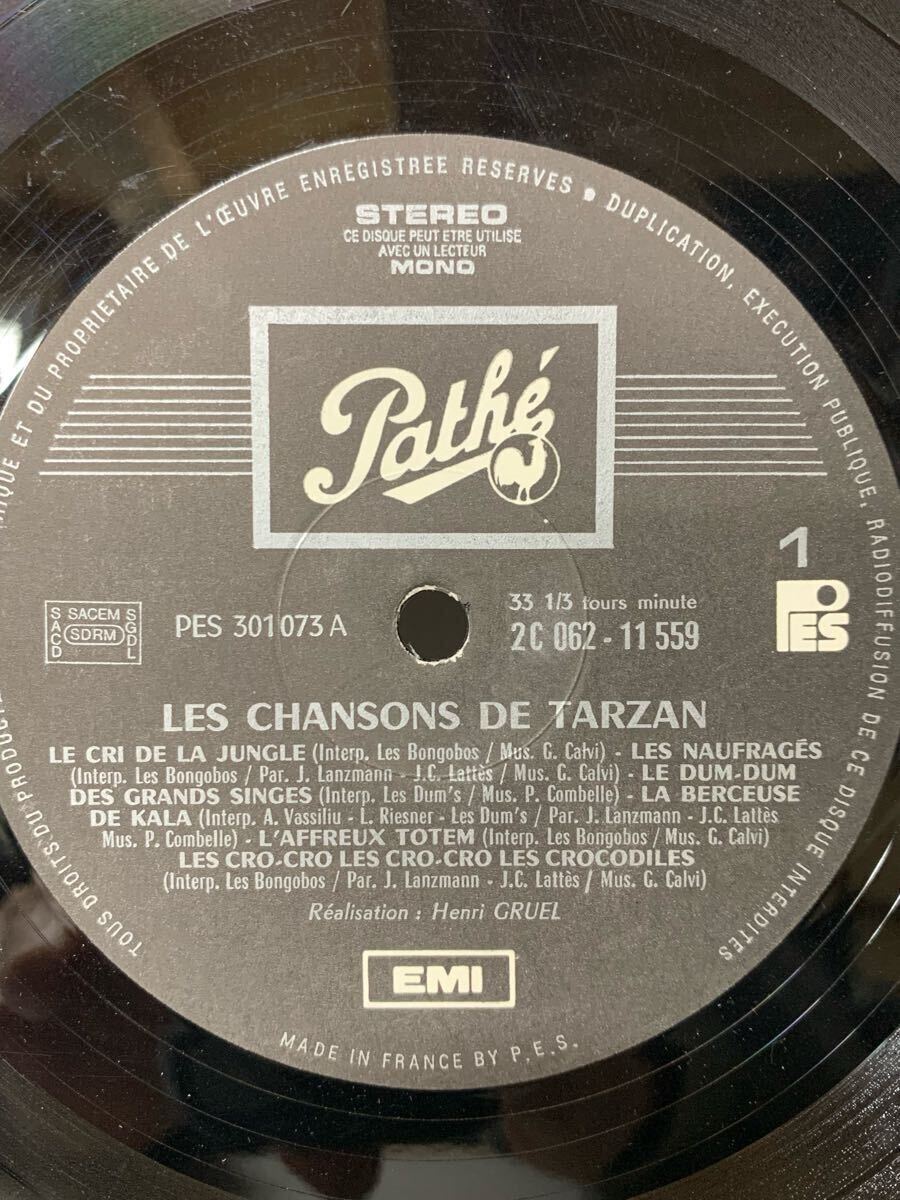 TOUS DROITS DU PRODUCTE
RIQUE ET DU PROPRIETAIRE DE L'ŒUVRE ENREGISTREE RESERVES • DUPLICATION, EXECUTION PUBLIQUE, RADIODIFFUSION DE CE DISQUE INTERDITES
STEREO
CE DISQUE PEUT ETRE UTILISE
AVEC UN LECTEUR
MONO
Pathé
1
SACEM
SACD
SDRM
SGDL
PES 301073 A
33 1/3 tours minute
2C 062 - 11 559
PES
LES CHANSONS DE TARZAN
LE CRI DE LA JUNGLE (Interp. Les Bongobos / Mus. G. Calvi) - LES NAUFRAGÉS
(Interp. Les Bongobos / Par. J. Lanzmann - J.C. Lattès / Mus. G. Calvi) - LE DUM-DUM
DES GRANDS SINGES (Interp. Les Dum's / Mus. P. Combelle) - LA BERCEUSE
DE KALA (Interp. A. Vassiliu - L. Riesner - Les Dum's / Par. J. Lanzmann - J.C. Lattès
Mus. P. Combelle) - L'AFFREUX TOTEM (Interp. Les Bongobos / Mus. G. Calvi)
LES CRO-CRO LES CRO-CRO LES CROCODILES
(Interp. Les Bongobos / Par. J. Lanzmann - J.C. Lattès / Mus. G. Calvi)
Réalisation : Henri GRUEL
EMI
MADE IN FRANCE BY P.E.S.